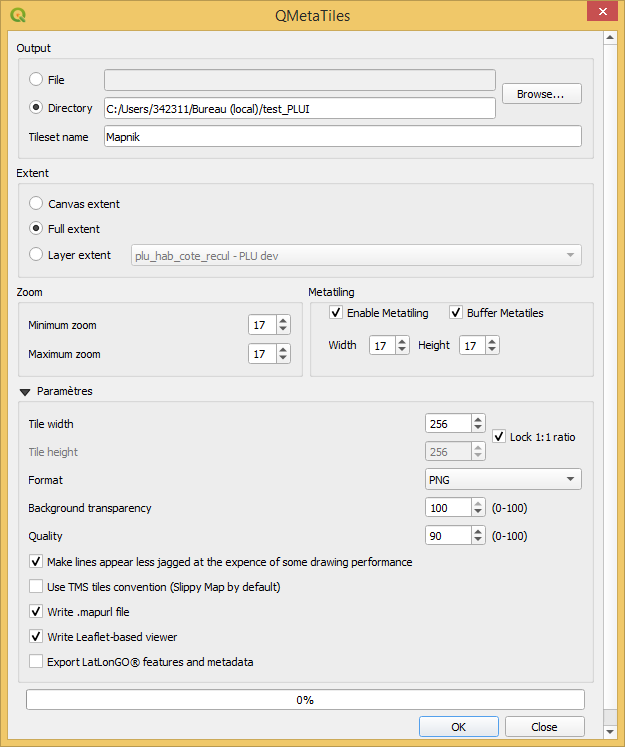 QMetaTiles
Output
File
Directory C:/Users/342311/Bureau (local)/test_PLUI Browse...
Tileset name Mapnik
Extent
Canvas extent
Full extent
Layer extent plu_hab_cote_recul - PLU dev
Zoom
Minimum zoom 17
Maximum zoom 17
Metatiling
Enable Metatiling Buffer Metatiles
Width 17 Height 17
Paramètres
Tile width 256
Lock 1:1 ratio
Tile height 256
Format PNG
Background transparency 100 (0-100)
Quality 90 (0-100)
Make lines appear less jagged at the expence of some drawing performance
Use TMS tiles convention (Slippy Map by default)
Write .mapurl file
Write Leaflet-based viewer
Export LatLonGO® features and metadata
0%
OK Close